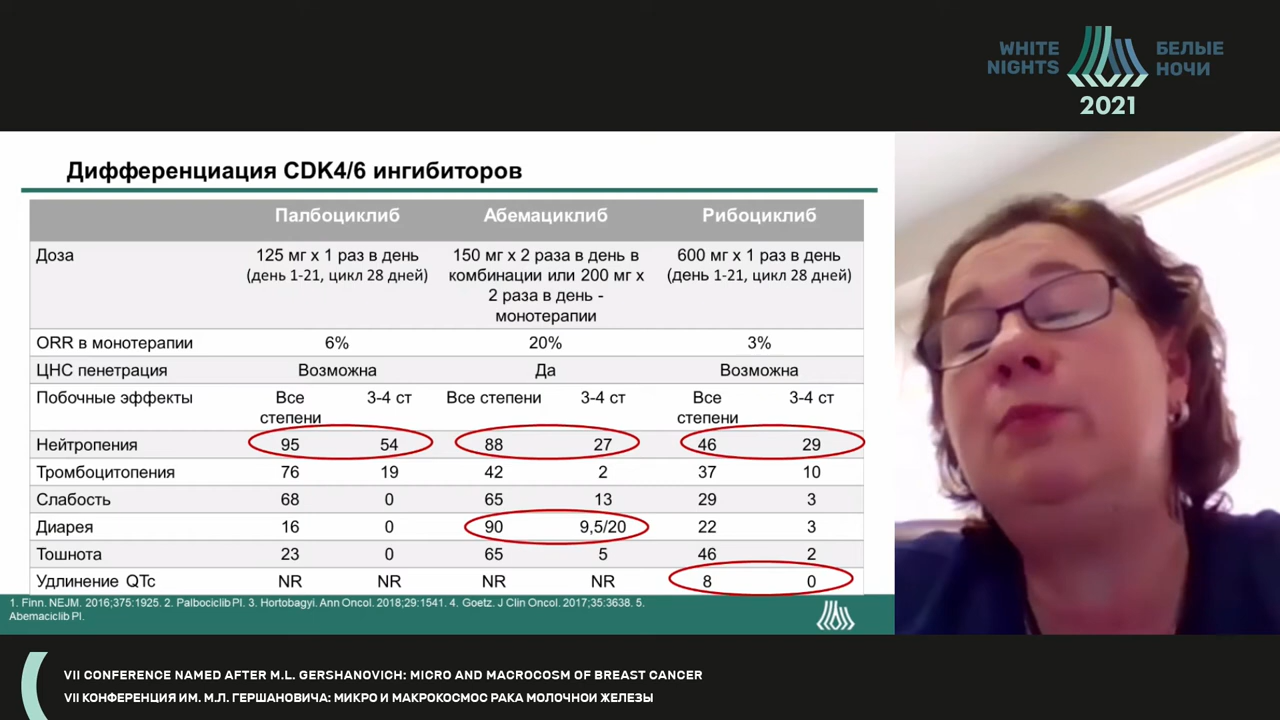 WHITE NIGHTS
БЕЛЫЕ НОЧИ
2021
Дифференциация CDK4/6 ингибиторов
Палбоциклиб Абемациклиб Рибоциклиб
Доза 125 мг x 1 раз в день 150 мг x 2 раза в день в 600 мг x 1 раз в день
(день 1-21, цикл 28 дней) комбинации или 200 мг x (день 1-21, цикл 28 дней)
2 раза в день -
монотерапии
ORR в монотерапии 6% 20% 3%
ЦНС пенетрация Возможна Да Возможна
Побочные эффекты Все 3-4 ст Все степени 3-4 ст Все 3-4 ст
степени степени
Нейтропения 95 54 88 27 46 29
Тромбоцитопения 76 19 42 2 37 10
Слабость 68 0 65 13 29 3
Диарея 16 0 90 9,5/20 22 3
Тошнота 23 0 65 5 46 2
Удлинение QTc NR NR NR NR 8 0
1. Finn. NEJM. 2016;375:1925. 2. Palbociclib PI. 3. Hortobagyi. Ann Oncol. 2018;29:1541. 4. Goetz. J Clin Oncol. 2017;35:3638. 5.
Abemaciclib PI.
VII CONFERENCE NAMED AFTER M.L. GERSHANOVICH: MICRO AND MACROCOSM OF BREAST CANCER
VII КОНФЕРЕНЦИЯ ИМ. М.Л. ГЕРШАНОВИЧА: МИКРО И МАКРОКОСМОС РАКА МОЛОЧНОЙ ЖЕЛЕЗЫ